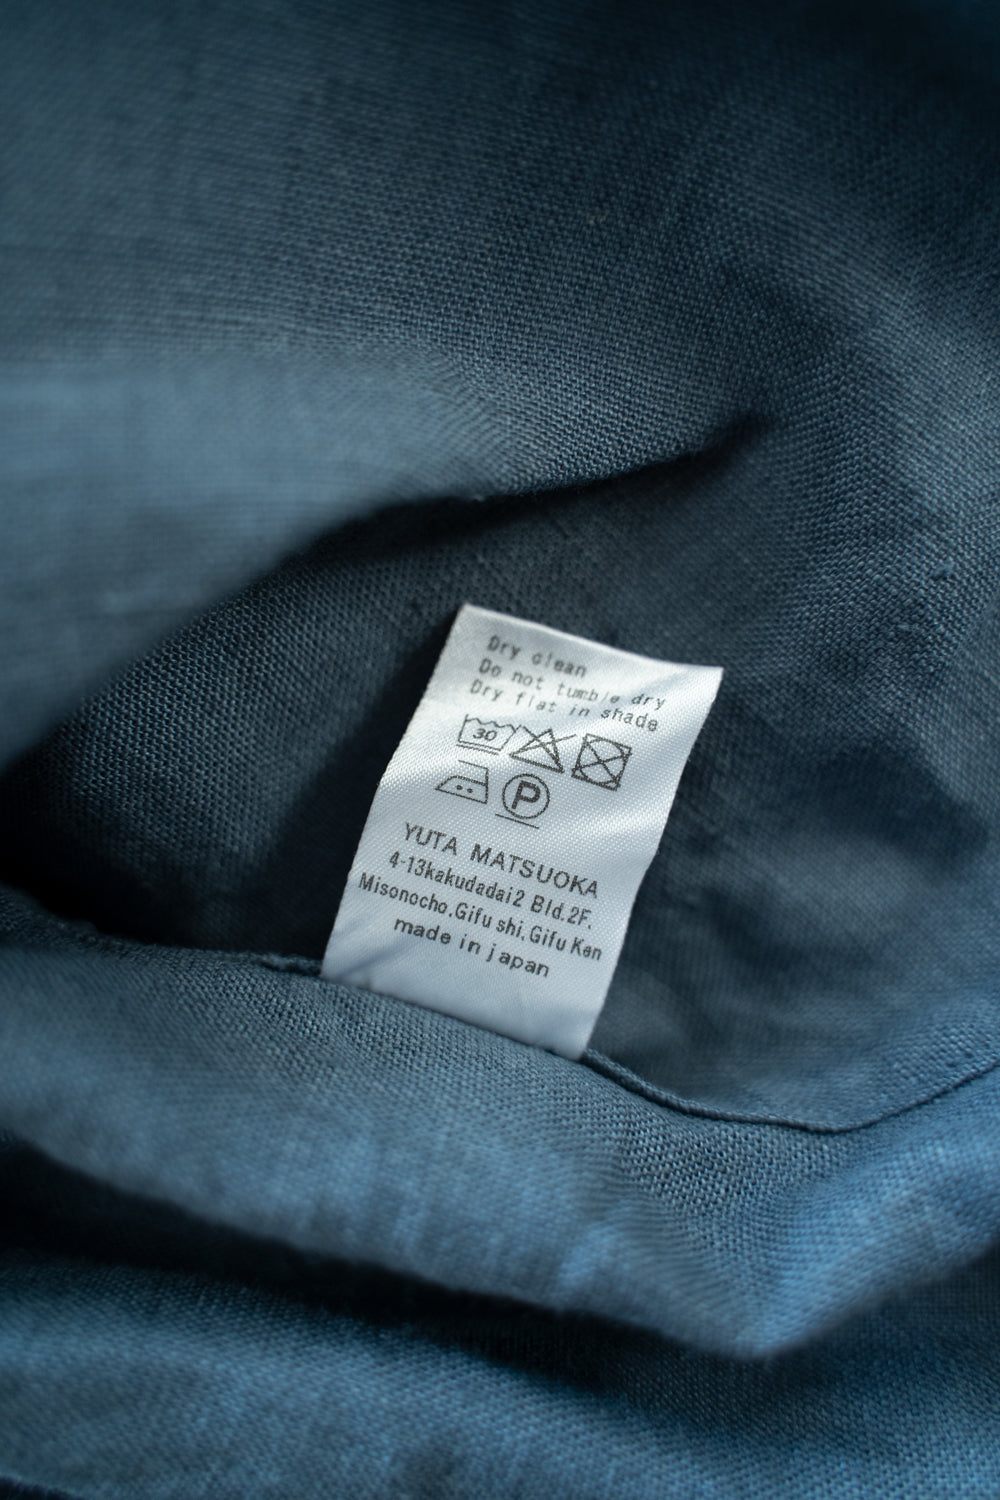 Dry clean
Do not tumble dry
Dry flat in shade
30
P
YUTA MATSUOKA
4-13kakudadai2 Bld.2F.
Misonocho.Gifu shi.Gifu Ken
made in japan